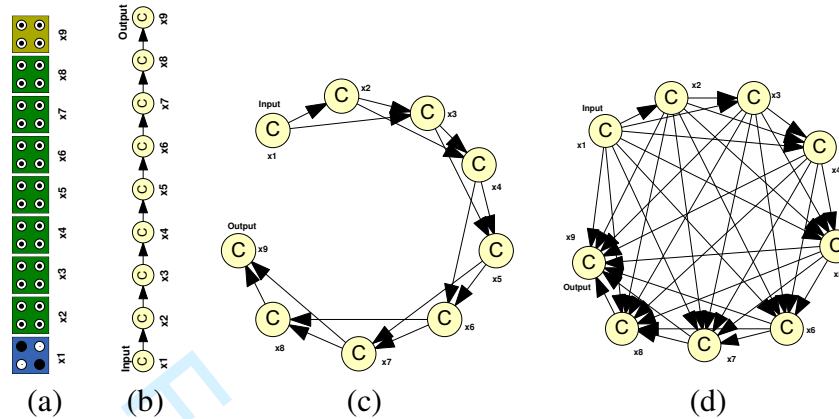 x9
x8
x7
x6
x5
x4
x3
x2
x1
(a)
Output
C x9
C x8
C x7
C x6
C x5
C x4
C x3
C x2
Input C x1
(b)
Input
C
x1
C
x2
C
x3
C
x4
C
x5
C
x6
C
x7
C
x8
Output
C
x9
(c)
Input
C
x1
C
x2
C
x3
C
x4
C
C
x6
C
x7
C
x8
x9
C
Output
(d)